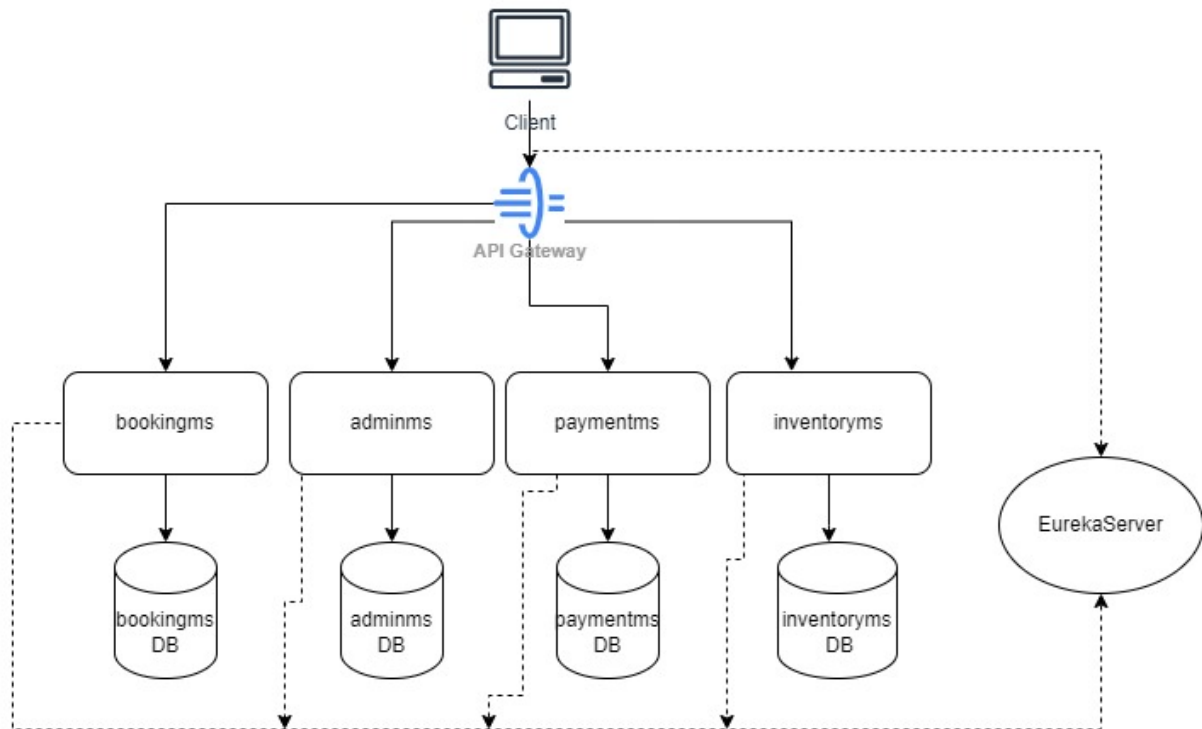 Client
API Gateway
bookingms
adminms
paymentms
inventoryms
EurekaServer
bookingms
DB
adminms
DB
paymentms
DB
inventoryms
DB